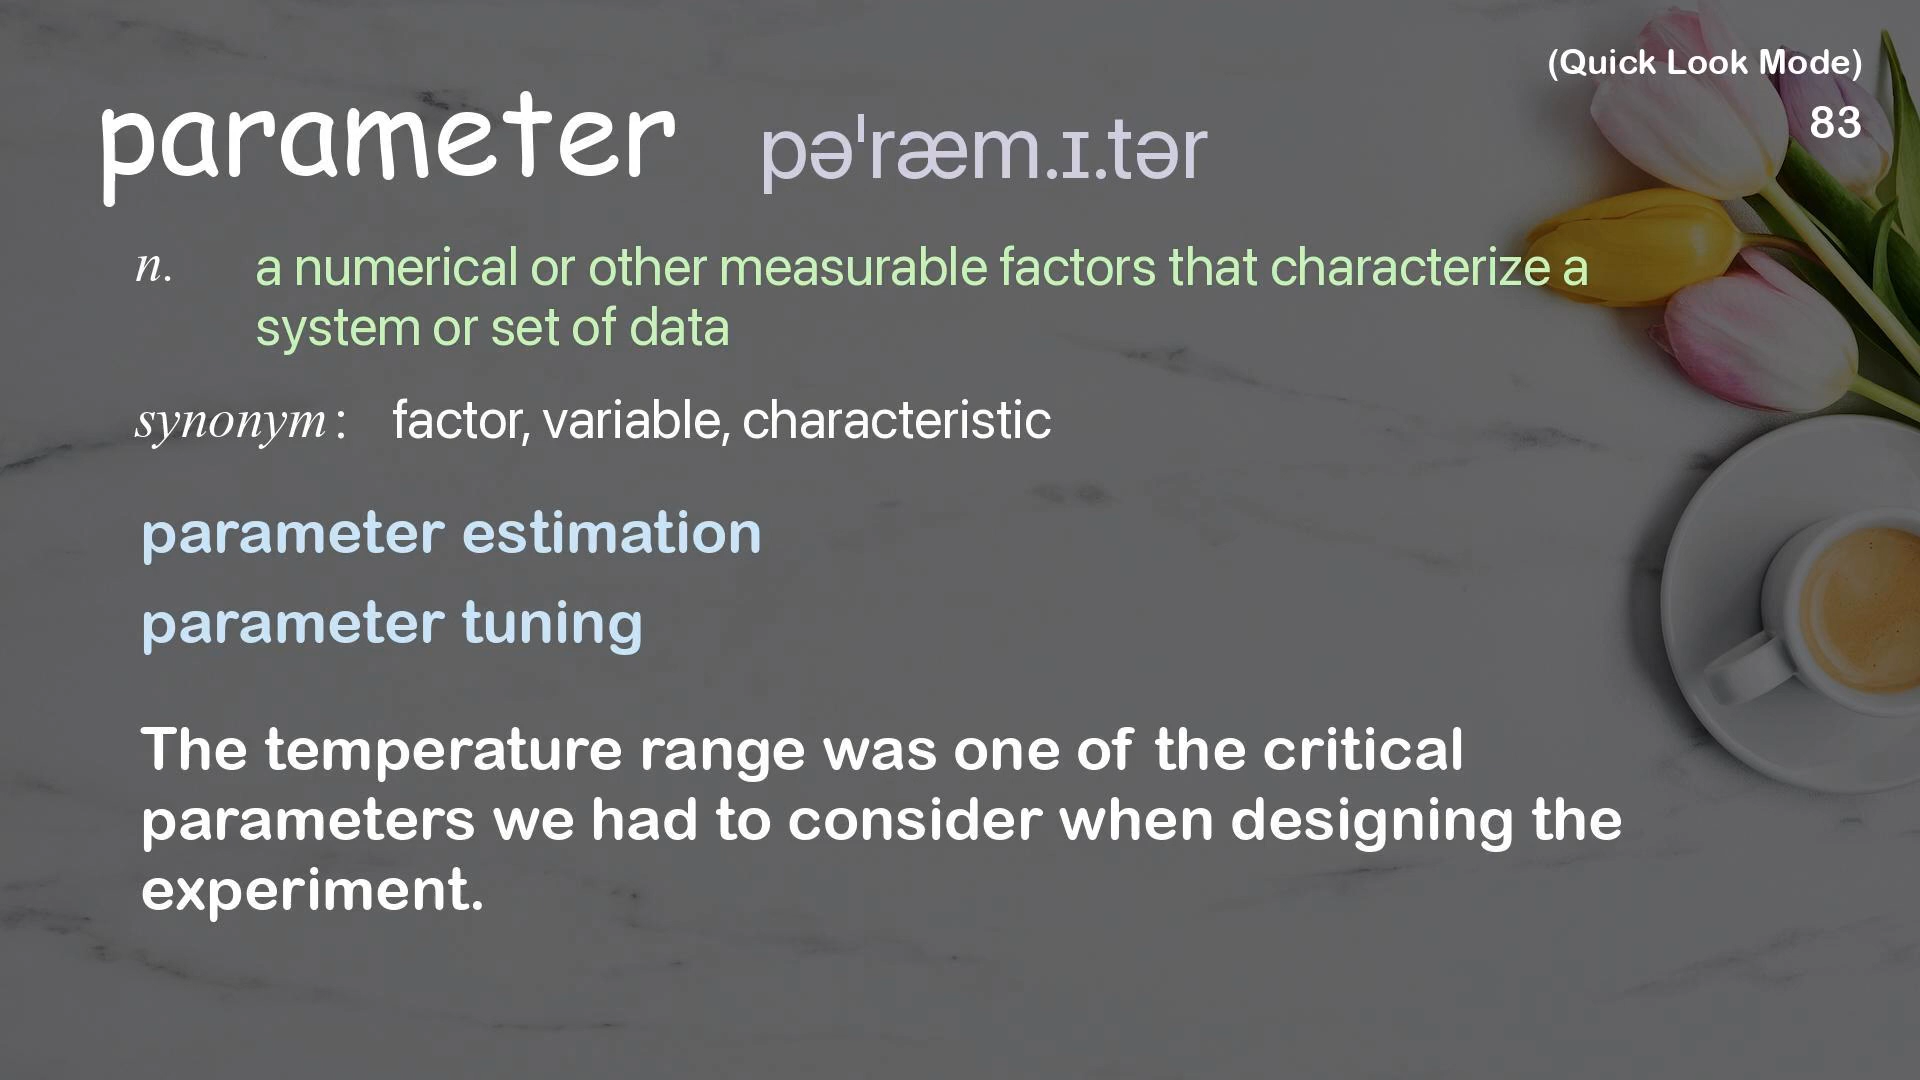 (Quick Look Mode)
parameter pəˈræm.ɪ.tər
83
n. a numerical or other measurable factors that characterize a
system or set of data
synonym: factor, variable, characteristic
parameter estimation
parameter tuning
The temperature range was one of the critical
parameters we had to consider when designing the
experiment.